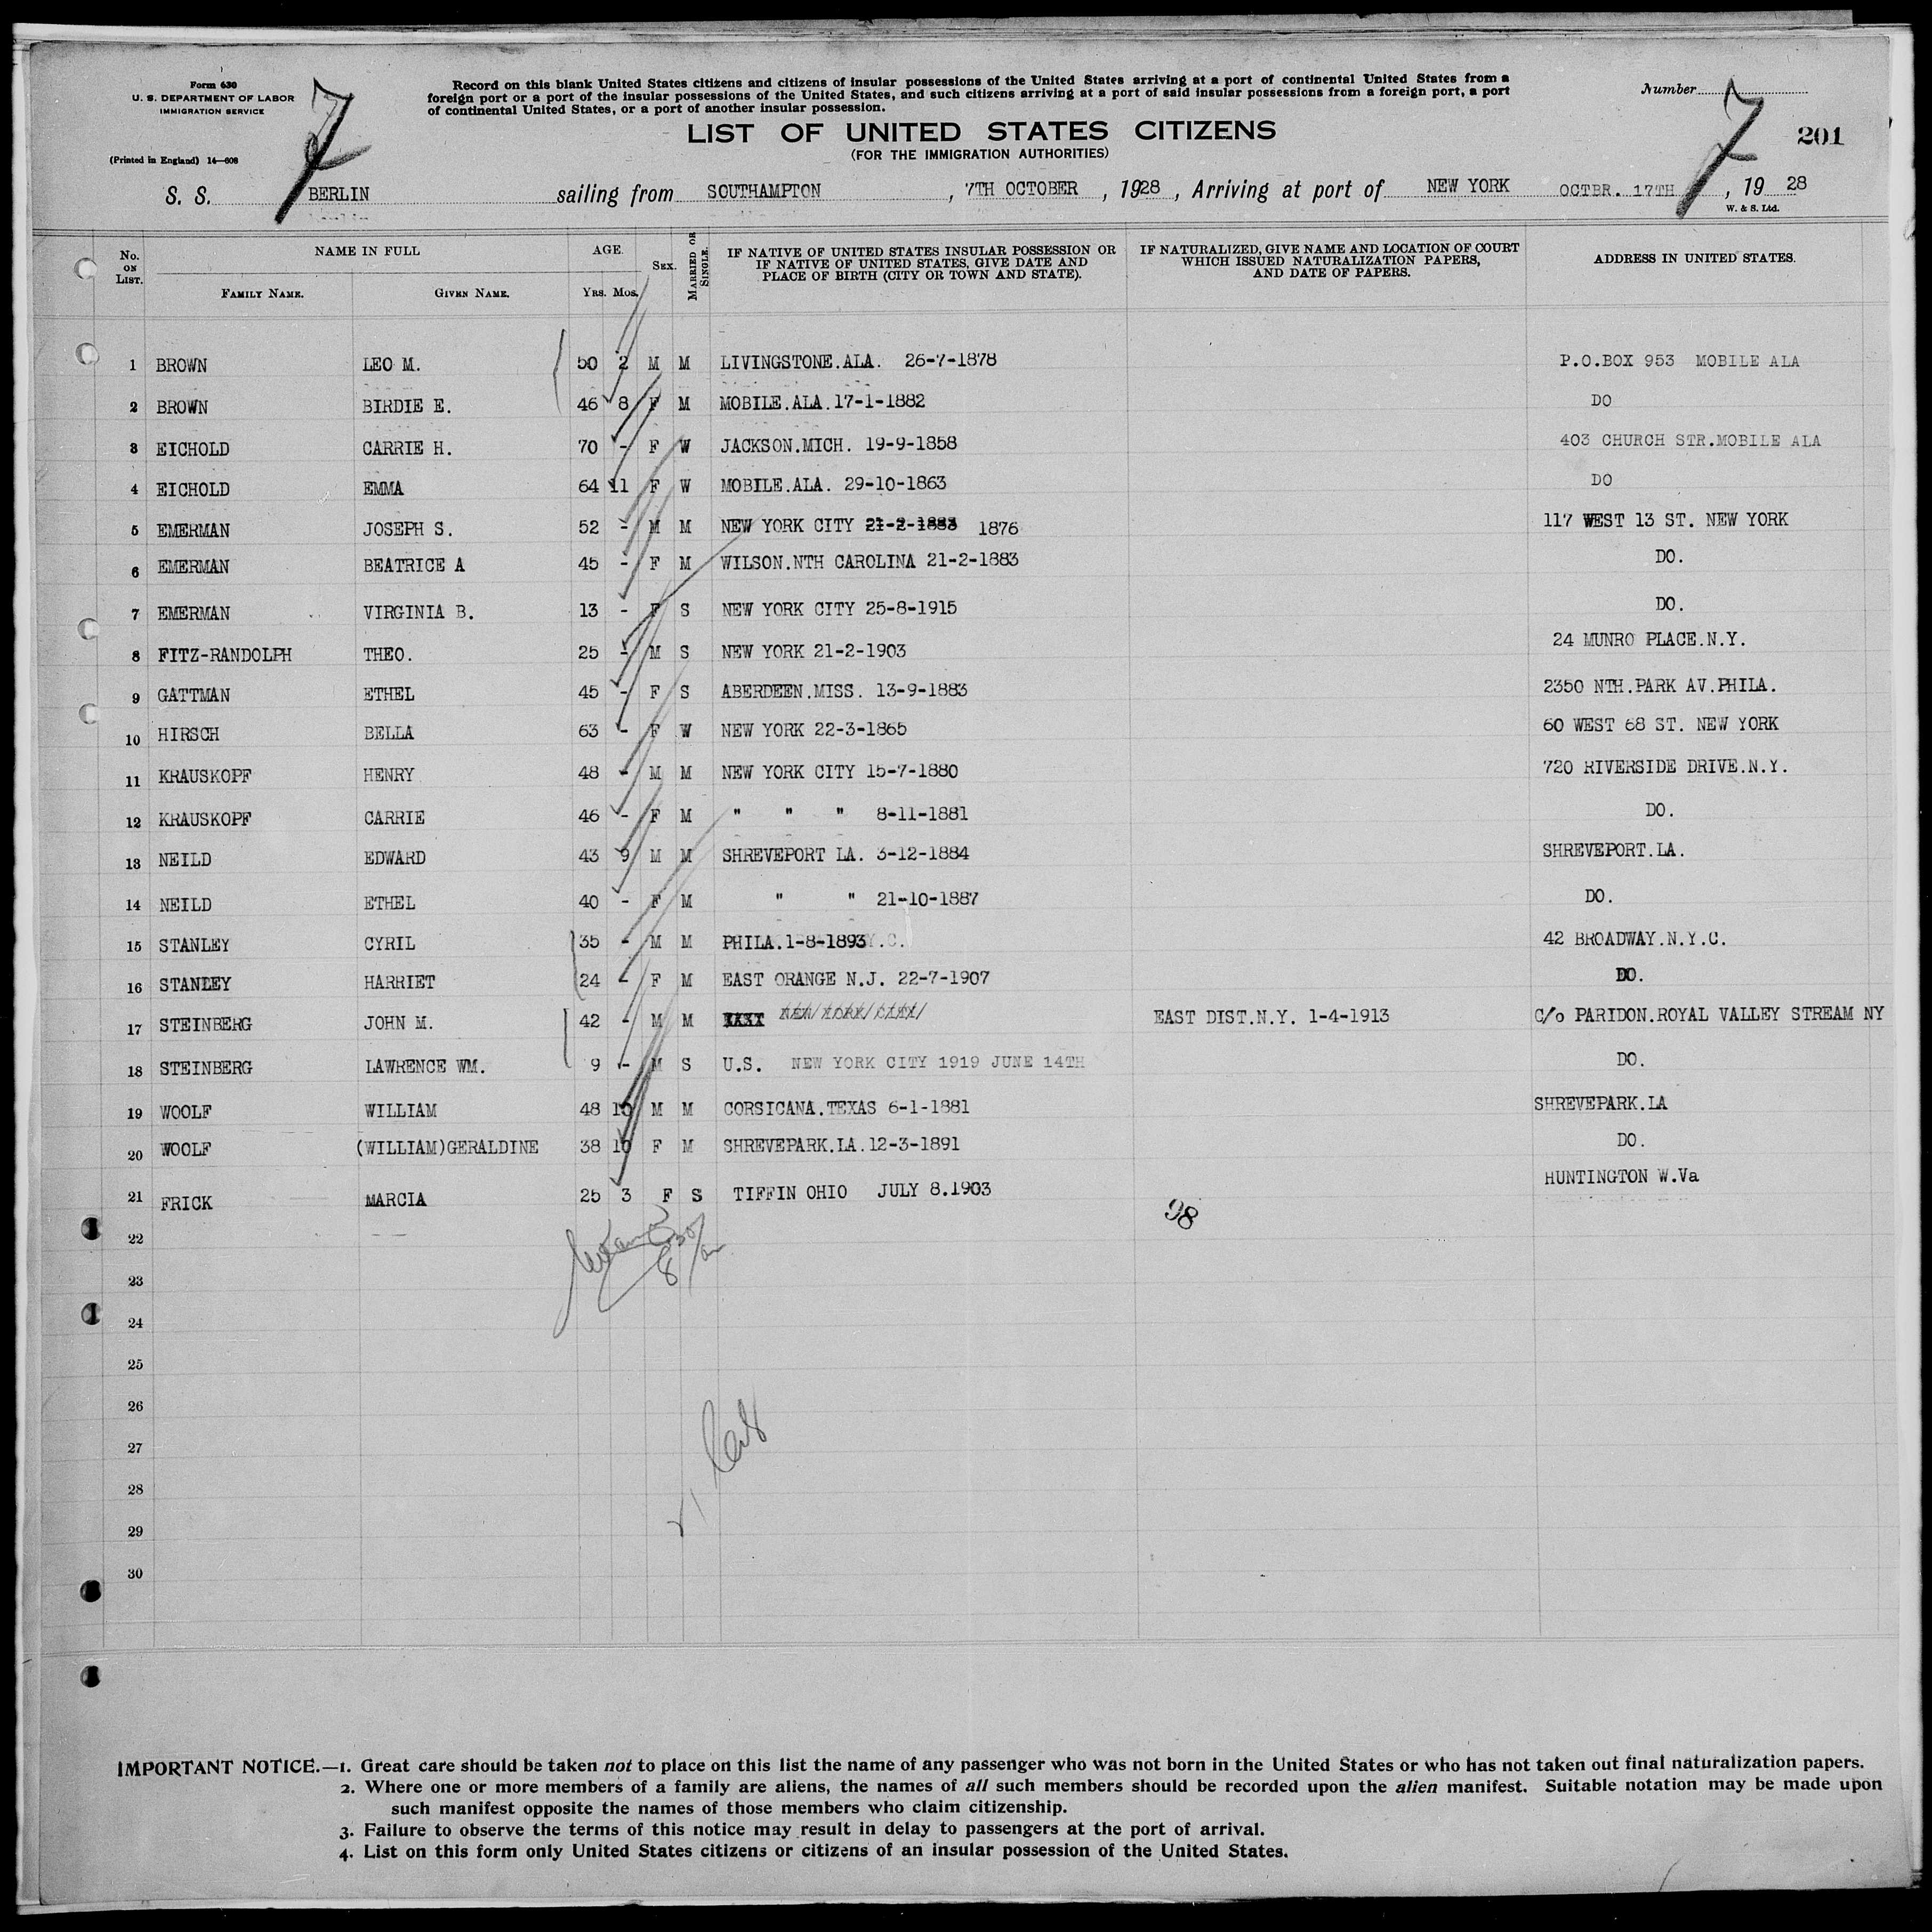 Form 630
U. S. DEPARTMENT OF LABOR
IMMIGRATION SERVICE
(Printed in England) 14—608
7
Record on this blank United States citizens and citizens of insular possessions of the United States arriving at a port of continental United States from a
foreign port or a port of the insular possessions of the United States, and such citizens arriving at a port of said insular possessions from a foreign port, a port
of continental United States, or a port of another insular possession.
LIST OF UNITED STATES CITIZENS
(FOR THE IMMIGRATION AUTHORITIES)
Number
7
201
S. S. BERLIN sailing from SOUTHAMPTON , 7TH OCTOBER , 1928 , Arriving at port of NEW YORK OCTBR. 17TH , 19 28
W. & S. Ltd.
No. ON LIST. NAME IN FULL AGE. SEX. MARRIED OR SINGLE. IF NATIVE OF UNITED STATES INSULAR POSSESSION OR IF NATIVE OF UNITED STATES, GIVE DATE AND PLACE OF BIRTH (CITY OR TOWN AND STATE). IF NATURALIZED, GIVE NAME AND LOCATION OF COURT WHICH ISSUED NATURALIZATION PAPERS, AND DATE OF PAPERS. ADDRESS IN UNITED STATES.
FAMILY NAME. GIVEN NAME. YRS. MOS.
1 BROWN LEO M. 50 2 M M LIVINGSTONE.ALA. 26-7-1878 P.O.BOX 953 MOBILE ALA
2 BROWN BIRDIE E. 46 8 F M MOBILE.ALA.17-1-1882 DO
3 EICHOLD CARRIE H. 70 - F W JACKSON.MICH. 19-9-1858 403 CHURCH STR.MOBILE ALA
4 EICHOLD EMMA 64 11 F W MOBILE.ALA. 29-10-1863 DO
5 EMERMAN JOSEPH S. 52 - M M NEW YORK CITY 21-2-1883 1876 117 WEST 13 ST. NEW YORK
6 EMERMAN BEATRICE A 45 - F M WILSON.NTH CAROLINA 21-2-1883 DO.
7 EMERMAN VIRGINIA B. 13 - F S NEW YORK CITY 25-8-1915 DO.
8 FITZ-RANDOLPH THEO. 25 - M S NEW YORK 21-2-1903 24 MUNRO PLACE.N.Y.
9 GATTMAN ETHEL 45 - F S ABERDEEN.MISS. 13-9-1883 2350 NTH.PARK AV.PHILA.
10 HIRSCH BELLA 63 - F W NEW YORK 22-3-1865 60 WEST 68 ST. NEW YORK
11 KRAUSKOPF HENRY 48 - M M NEW YORK CITY 15-7-1880 720 RIVERSIDE DRIVE.N.Y.
12 KRAUSKOPF CARRIE 46 - F M " " " 8-11-1881 DO.
13 NEILD EDWARD 43 9 M M SHREVEPORT LA. 3-12-1884 SHREVEPORT.LA.
14 NEILD ETHEL 40 - F M " " 21-10-1887 DO.
15 STANLEY CYRIL 35 - M M PHILA.1-8-1893 Y.C. 42 BROADWAY.N.Y.C.
16 STANLEY HARRIET 24 - F M EAST ORANGE N.J. 22-7-1907 DO.
17 STEINBERG JOHN M. 42 - M M NEW YORK CITY EAST DIST.N.Y. 1-4-1913 C/o PARIDON.ROYAL VALLEY STREAM NY
18 STEINBERG LAWRENCE WM. 9 - M S U.S. NEW YORK CITY 1919 JUNE 14TH DO.
19 WOOLF WILLIAM 48 10 M M CORSICANA.TEXAS 6-1-1881 SHREVEPARK.LA
20 WOOLF (WILLIAM)GERALDINE 38 10 F M SHREVEPARK.LA.12-3-1891 DO.
21 FRICK MARCIA 25 3 F S TIFFIN OHIO JULY 8.1903 HUNTINGTON W.Va
98
22
23
24
25
26
27
28
29
30
IMPORTANT NOTICE.—1. Great care should be taken not to place on this list the name of any passenger who was not born in the United States or who has not taken out final naturalization papers.
2. Where one or more members of a family are aliens, the names of all such members should be recorded upon the alien manifest. Suitable notation may be made upon
such manifest opposite the names of those members who claim citizenship.
3. Failure to observe the terms of this notice may result in delay to passengers at the port of arrival.
4. List on this form only United States citizens or citizens of an insular possession of the United States.